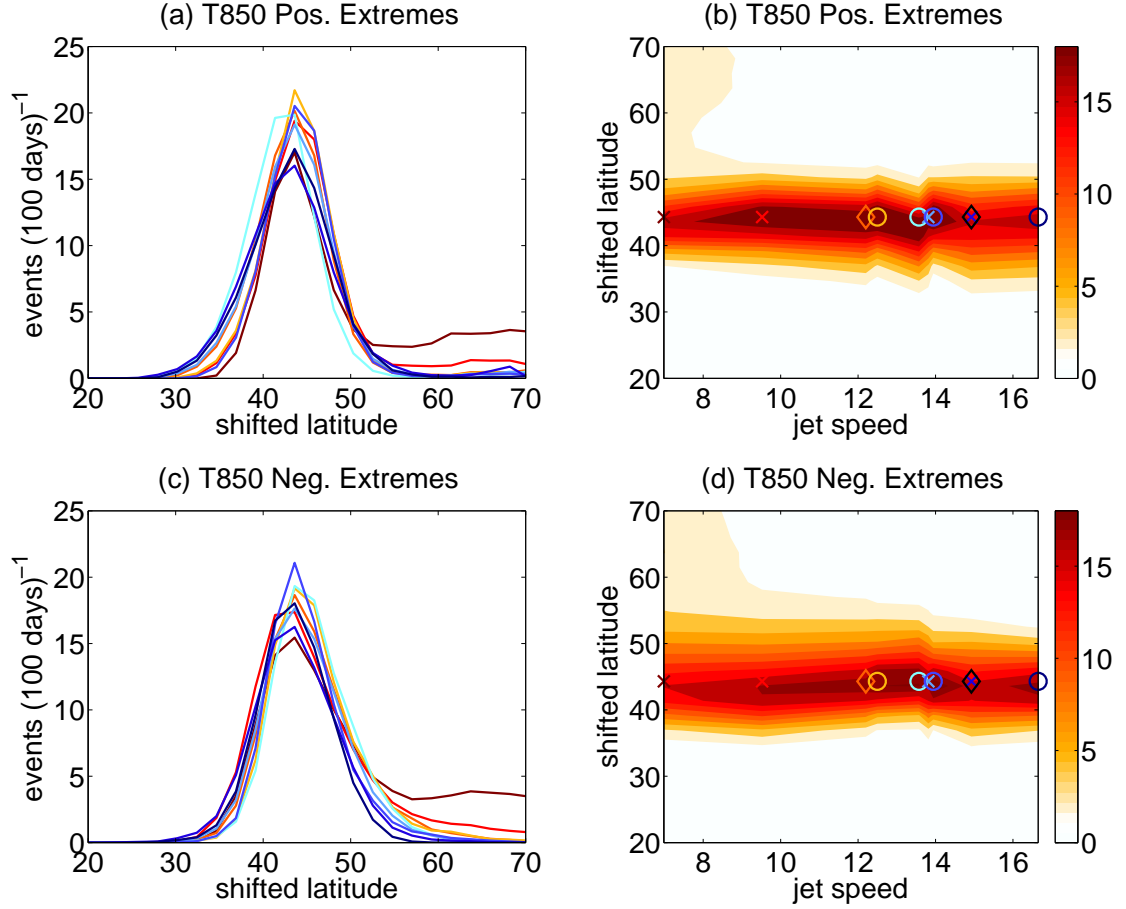 (a) T850 Pos. Extremes
events (100 days)⁻¹
25
20
15
10
5
0
20 30 40 50 60 70
shifted latitude
(b) T850 Pos. Extremes
shifted latitude
70
60
50
40
30
20
8 10 12 14 16
jet speed
15
10
5
0
(c) T850 Neg. Extremes
events (100 days)⁻¹
25
20
15
10
5
0
20 30 40 50 60 70
shifted latitude
(d) T850 Neg. Extremes
shifted latitude
70
60
50
40
30
20
8 10 12 14 16
jet speed
15
10
5
0